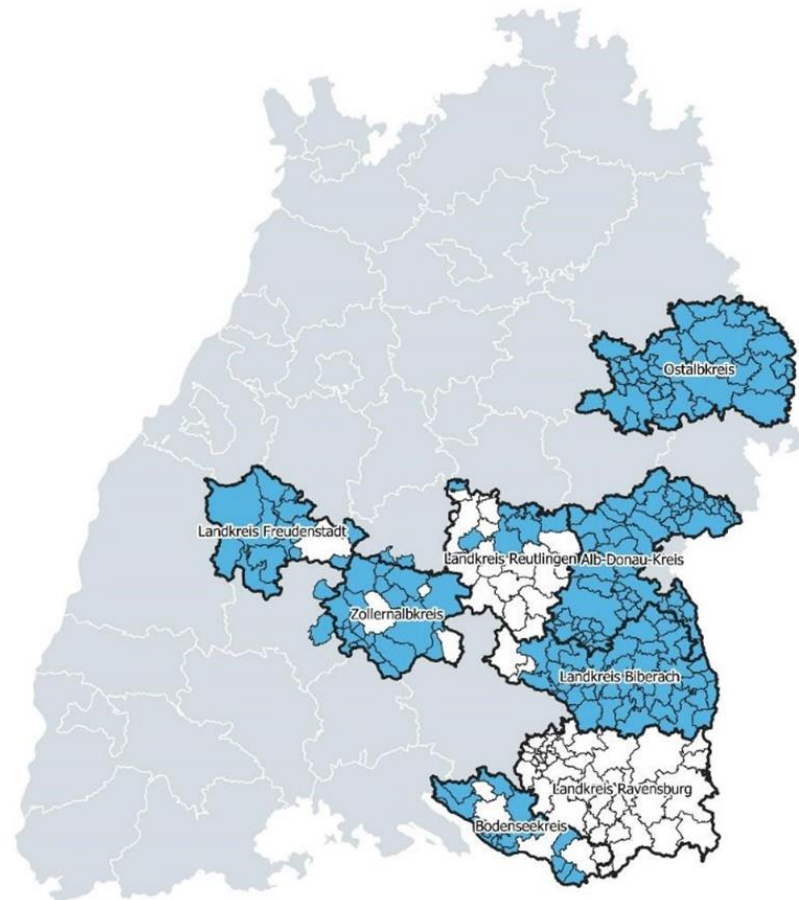 Ostalbkreis
Landkreis Freudenstadt
Landkreis Reutlingen
Alb-Donau-Kreis
Zollernalbkreis
Landkreis Biberach
Landkreis Ravensburg
Bodenseekreis